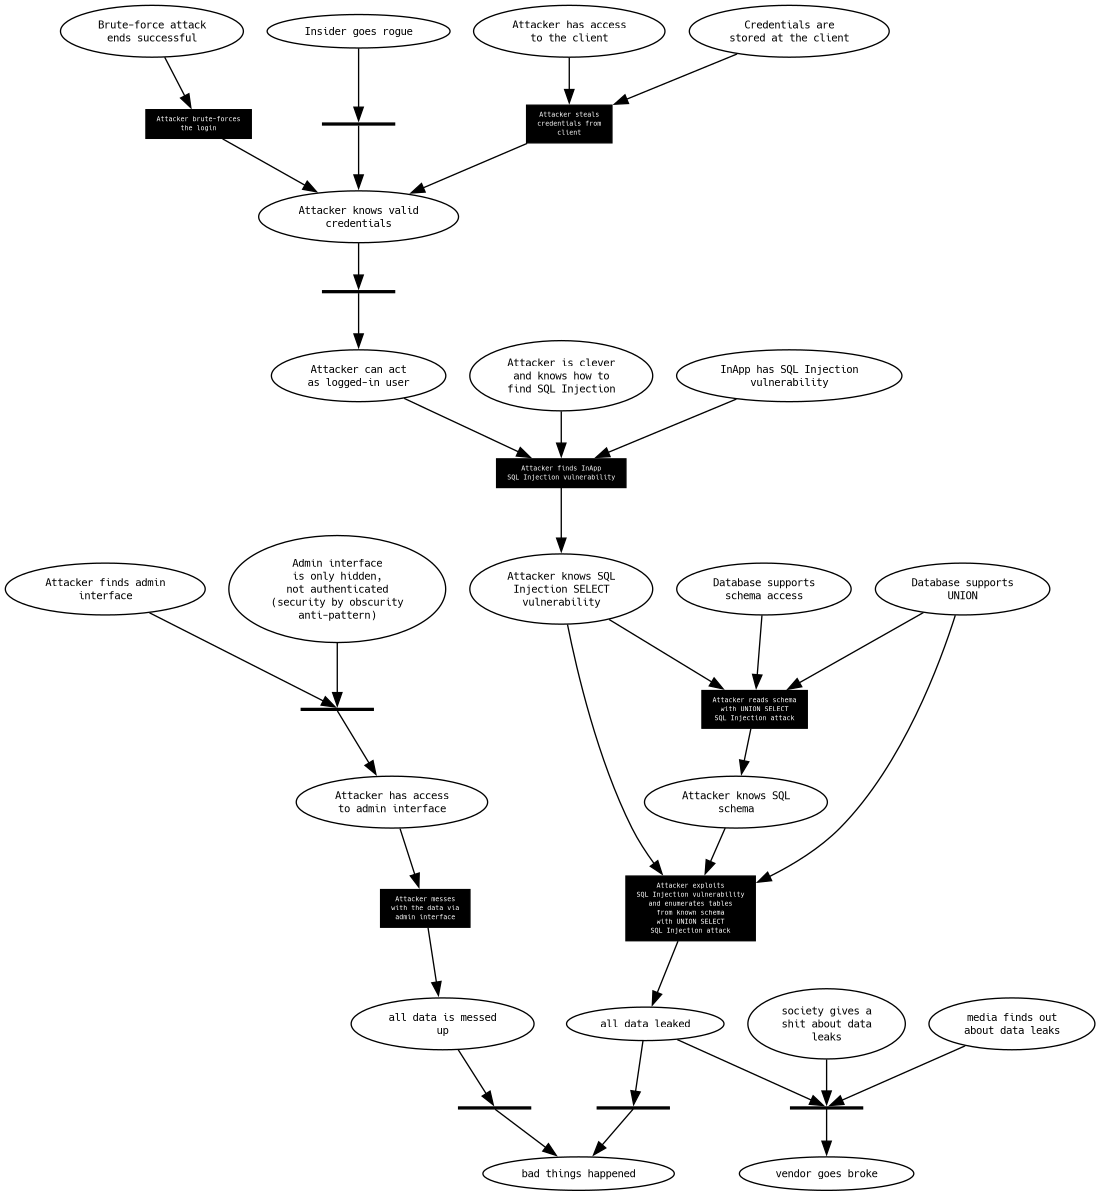 Brute-force attack
ends successful
Insider goes rogue
Attacker has access
to the client
Credentials are
stored at the client
Attacker brute-forces
the login
Attacker steals
credentials from
client
Attacker knows valid
credentials
Attacker can act
as logged-in user
Attacker is clever
and knows how to
find SQL Injection
InApp has SQL Injection
vulnerability
Attacker finds InApp
SQL Injection vulnerability
Attacker finds admin
interface
Admin interface
is only hidden,
not authenticated
(security by obscurity
anti-pattern)
Attacker knows SQL
Injection SELECT
vulnerability
Database supports
schema access
Database supports
UNION
Attacker reads schema
with UNION SELECT
SQL Injection attack
Attacker has access
to admin interface
Attacker knows SQL
schema
Attacker messes
with the data via
admin interface
Attacker exploits
SQL Injection vulnerability
and enumerates tables
from known schema
with UNION SELECT
SQL Injection attack
all data is messed
up
all data leaked
society gives a
shit about data
leaks
media finds out
about data leaks
bad things happened
vendor goes broke